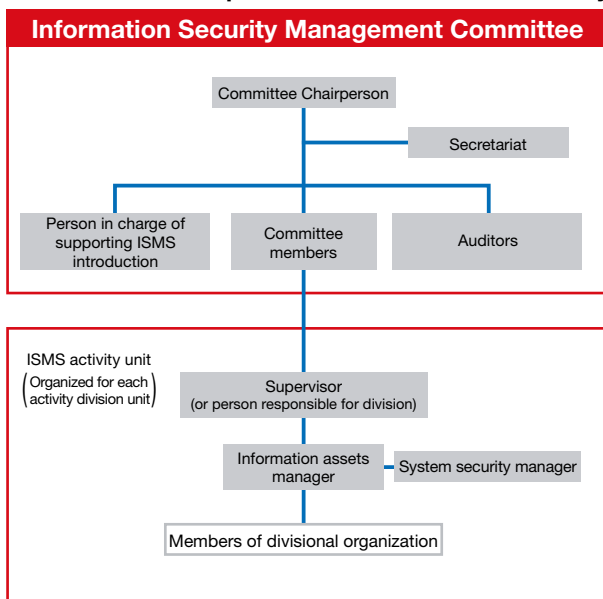 Information Security Management Committee
Committee Chairperson
Secretariat
Person in charge of
supporting ISMS
introduction
Committee
members
Auditors
ISMS activity unit
(Organized for each
activity division unit)
Supervisor
(or person responsible for division)
Information assets
manager
System security manager
Members of divisional organization